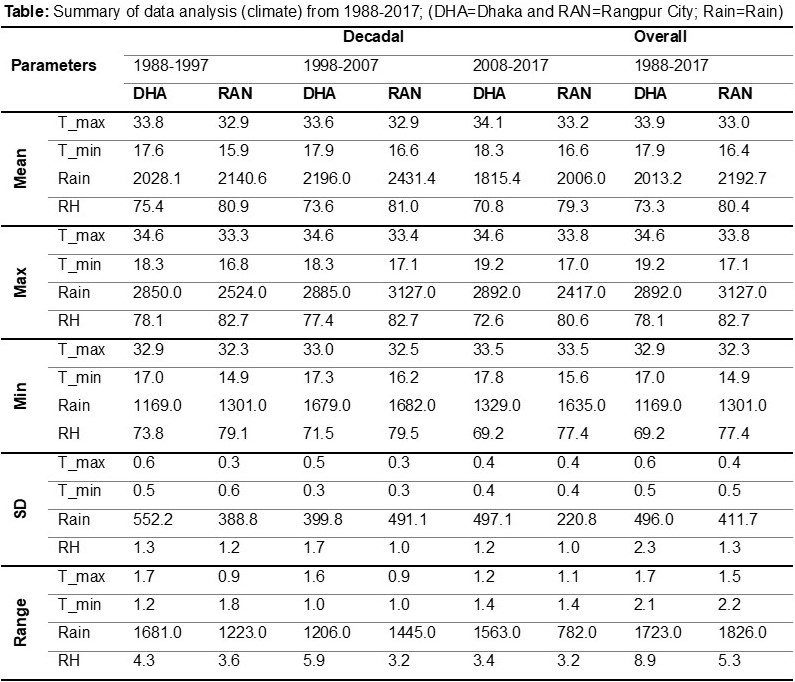 Table: Summary of data analysis (climate) from 1988-2017; (DHA=Dhaka and RAN=Rangpur City; Rain=Rain)
Parameters Decadal Overall
1988-1997 1998-2007 2008-2017 1988-2017
DHA RAN DHA RAN DHA RAN DHA RAN
Mean
T_max 33.8 32.9 33.6 32.9 34.1 33.2 33.9 33.0
T_min 17.6 15.9 17.9 16.6 18.3 16.6 17.9 16.4
Rain 2028.1 2140.6 2196.0 2431.4 1815.4 2006.0 2013.2 2192.7
RH 75.4 80.9 73.6 81.0 70.8 79.3 73.3 80.4
Max
T_max 34.6 33.3 34.6 33.4 34.6 33.8 34.6 33.8
T_min 18.3 16.8 18.3 17.1 19.2 17.0 19.2 17.1
Rain 2850.0 2524.0 2885.0 3127.0 2892.0 2417.0 2892.0 3127.0
RH 78.1 82.7 77.4 82.7 72.6 80.6 78.1 82.7
Min
T_max 32.9 32.3 33.0 32.5 33.5 33.5 32.9 32.3
T_min 17.0 14.9 17.3 16.2 17.8 15.6 17.0 14.9
Rain 1169.0 1301.0 1679.0 1682.0 1329.0 1635.0 1169.0 1301.0
RH 73.8 79.1 71.5 79.5 69.2 77.4 69.2 77.4
SD
T_max 0.6 0.3 0.5 0.3 0.4 0.4 0.6 0.4
T_min 0.5 0.6 0.3 0.3 0.4 0.4 0.5 0.5
Rain 552.2 388.8 399.8 491.1 497.1 220.8 496.0 411.7
RH 1.3 1.2 1.7 1.0 1.2 1.0 2.3 1.3
Range
T_max 1.7 0.9 1.6 0.9 1.2 1.1 1.7 1.5
T_min 1.2 1.8 1.0 1.0 1.4 1.4 2.1 2.2
Rain 1681.0 1223.0 1206.0 1445.0 1563.0 782.0 1723.0 1826.0
RH 4.3 3.6 5.9 3.2 3.4 3.2 8.9 5.3